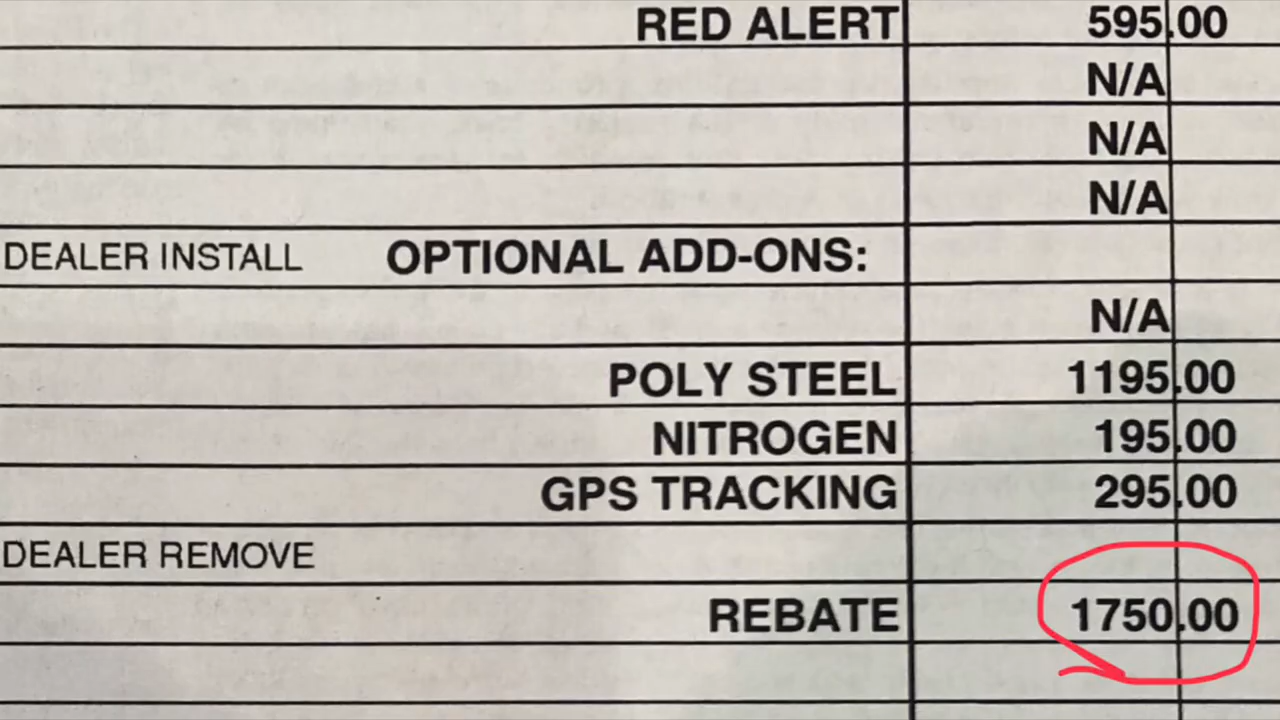 RED ALERT 595.00
N/A
N/A
N/A
DEALER INSTALL OPTIONAL ADD-ONS:
N/A
POLY STEEL 1195.00
NITROGEN 195.00
GPS TRACKING 295.00
DEALER REMOVE
REBATE 1750.00